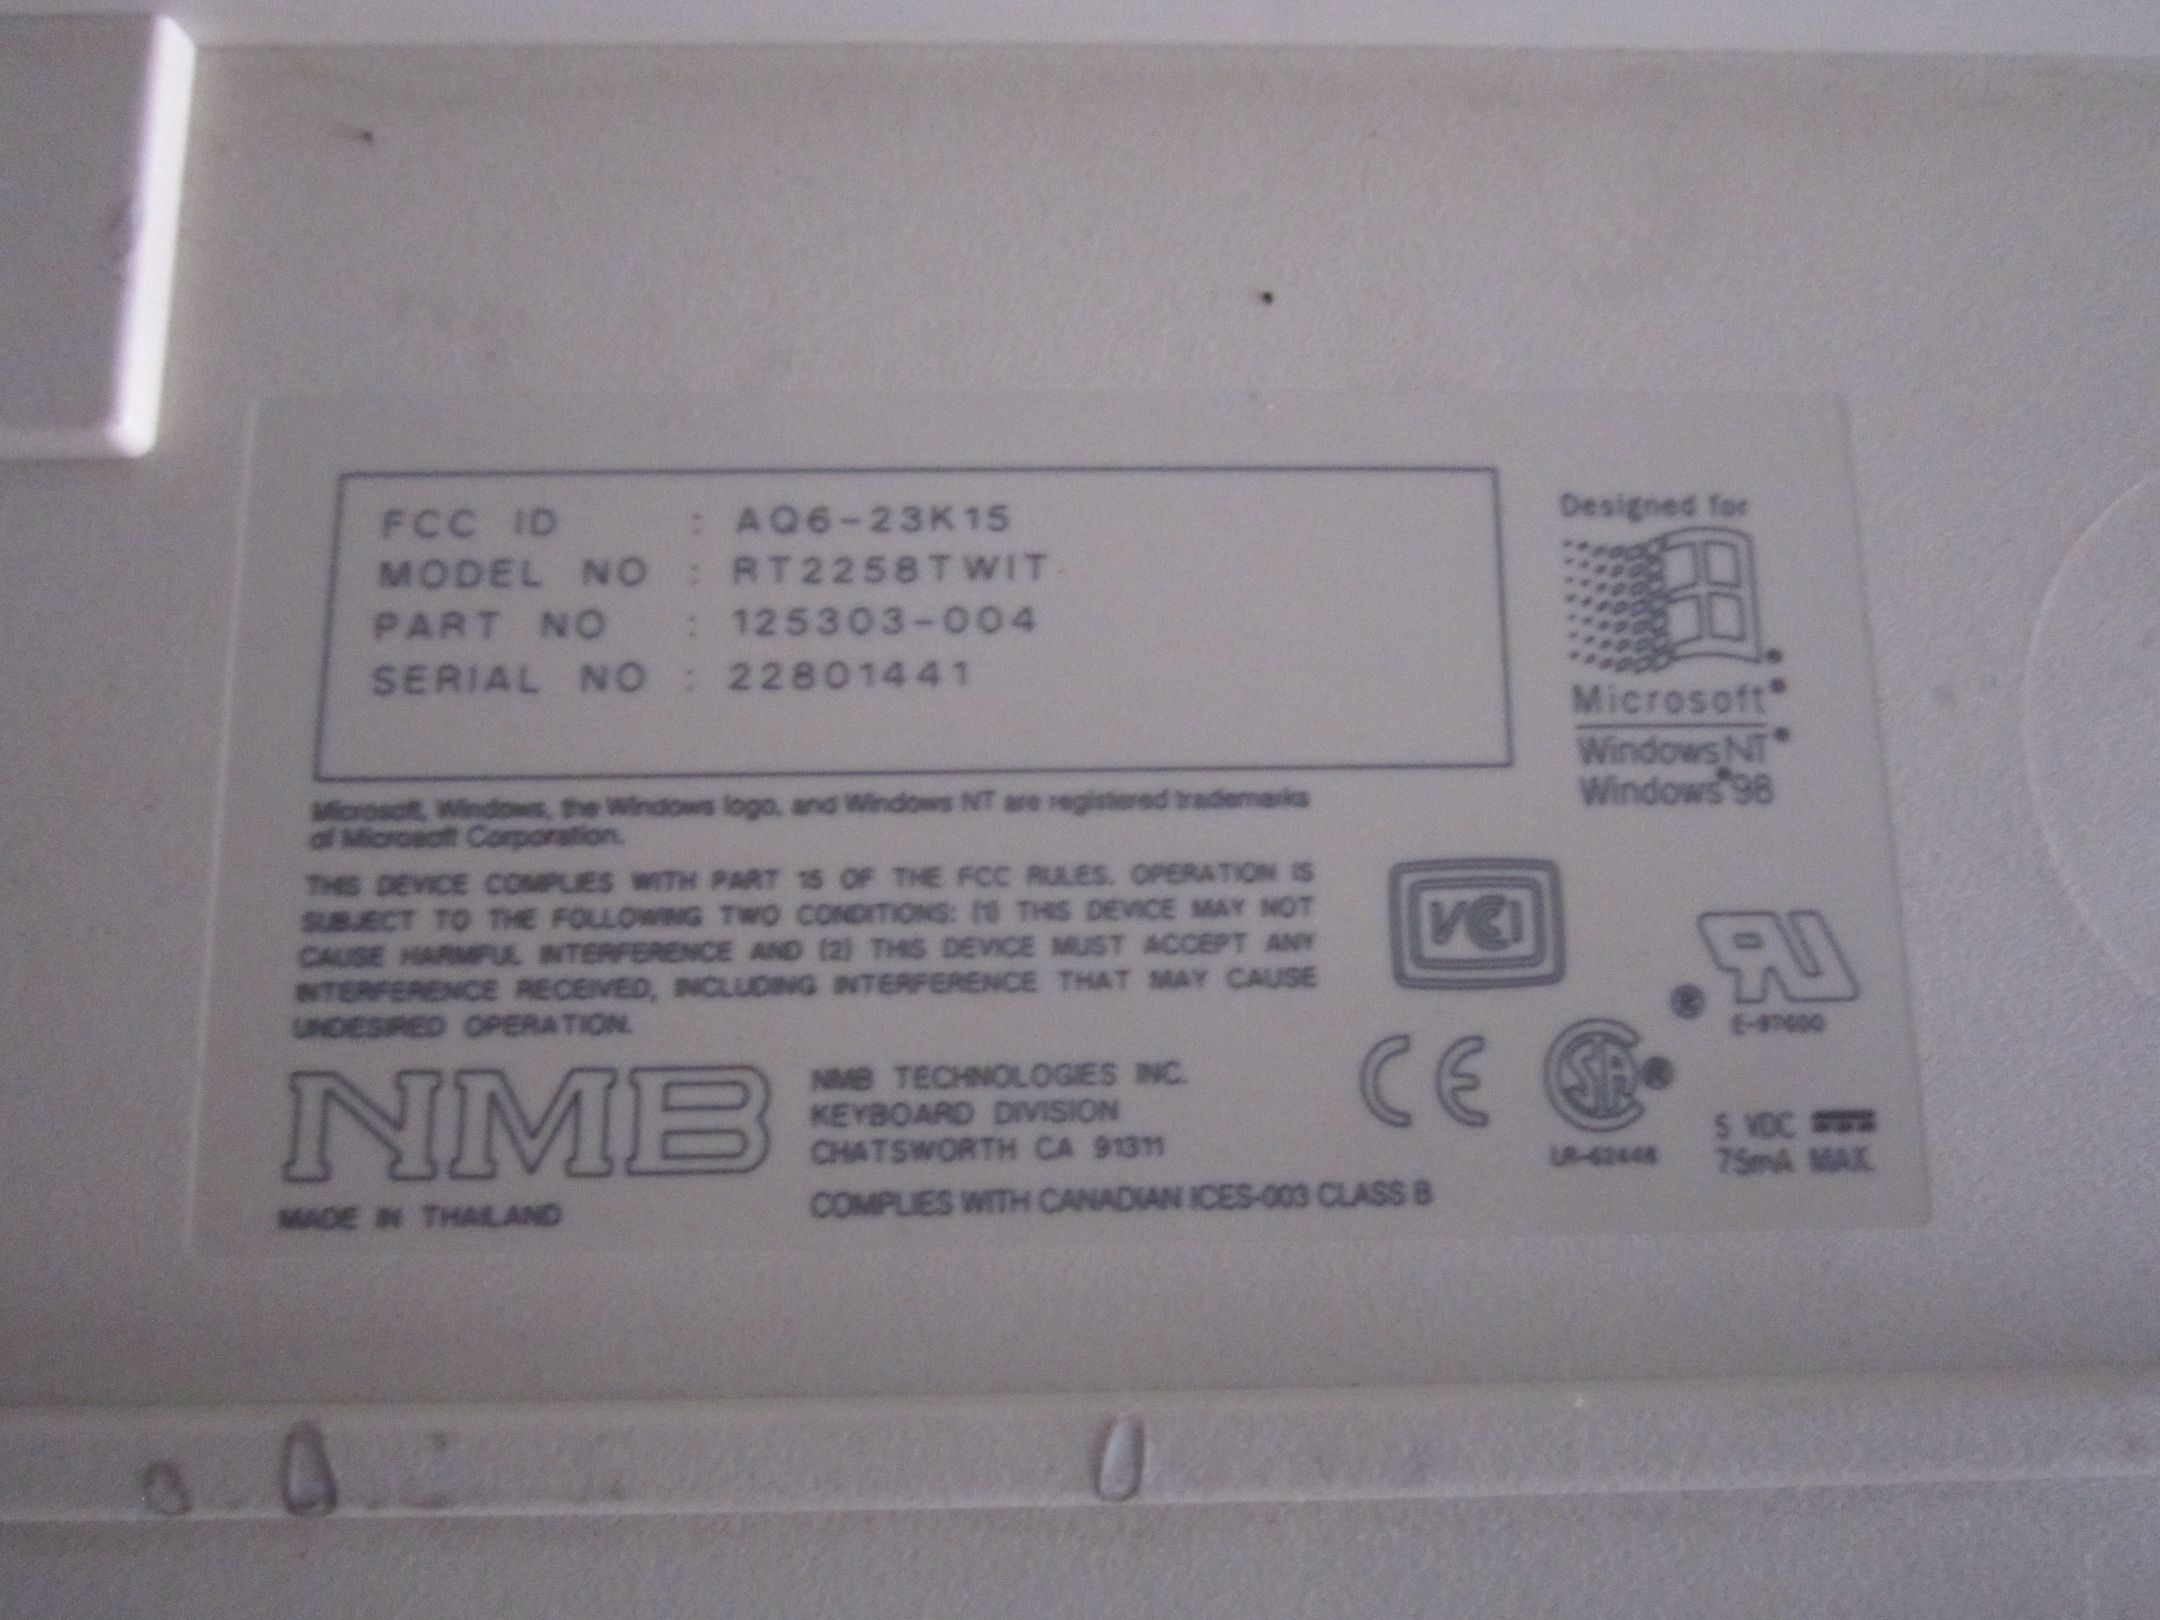 FCC ID : AQ6-23K15
MODEL NO : RT2258TWIT
PART NO : 125303-004
SERIAL NO : 22801441
Designed for
Microsoft®
Windows NT®
Windows®98
Microsoft, Windows, the Windows logo, and Windows NT are registered trademarks
of Microsoft Corporation.
THIS DEVICE COMPLIES WITH PART 15 OF THE FCC RULES. OPERATION IS
SUBJECT TO THE FOLLOWING TWO CONDITIONS: (1) THIS DEVICE MAY NOT
CAUSE HARMFUL INTERFERENCE AND (2) THIS DEVICE MUST ACCEPT ANY
INTERFERENCE RECEIVED, INCLUDING INTERFERENCE THAT MAY CAUSE
UNDESIRED OPERATION.
VCI
®
CE
®
5 VDC
75mA MAX.
NMB
NMB TECHNOLOGIES INC.
KEYBOARD DIVISION
CHATSWORTH CA 91311
MADE IN THAILAND
COMPLIES WITH CANADIAN ICES-003 CLASS B